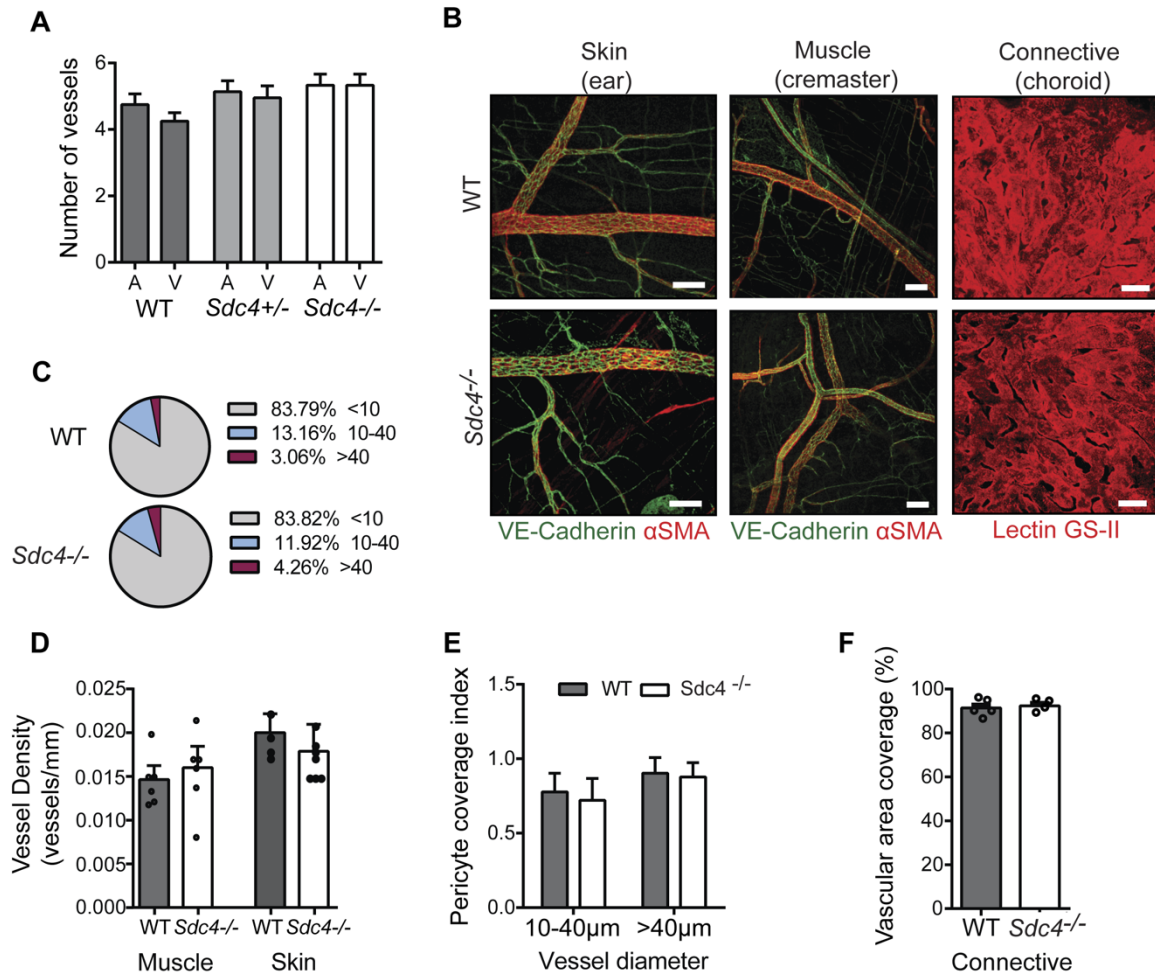 A
Number of vessels
6
4
2
0
A V A V A V
WT Sdc4+/- Sdc4-/-
B
Skin
(ear)
Muscle
(cremaster)
Connective
(choroid)
WT
Sdc4-/-
VE-Cadherin αSMA
VE-Cadherin αSMA
Lectin GS-II
C
WT
83.79% <10
13.16% 10-40
3.06% >40
Sdc4-/-
83.82% <10
11.92% 10-40
4.26% >40
D
Vessel Density
(vessels/mm)
0.025
0.020
0.015
0.010
0.005
0.000
WT Sdc4-/- WT Sdc4-/-
Muscle Skin
E
Pericyte coverage index
1.5
1.0
0.5
0.0
WT Sdc4 -/-
10-40µm >40µm
Vessel diameter
F
Vascular area coverage (%)
100
80
60
40
20
0
WT Sdc4-/-
Connective